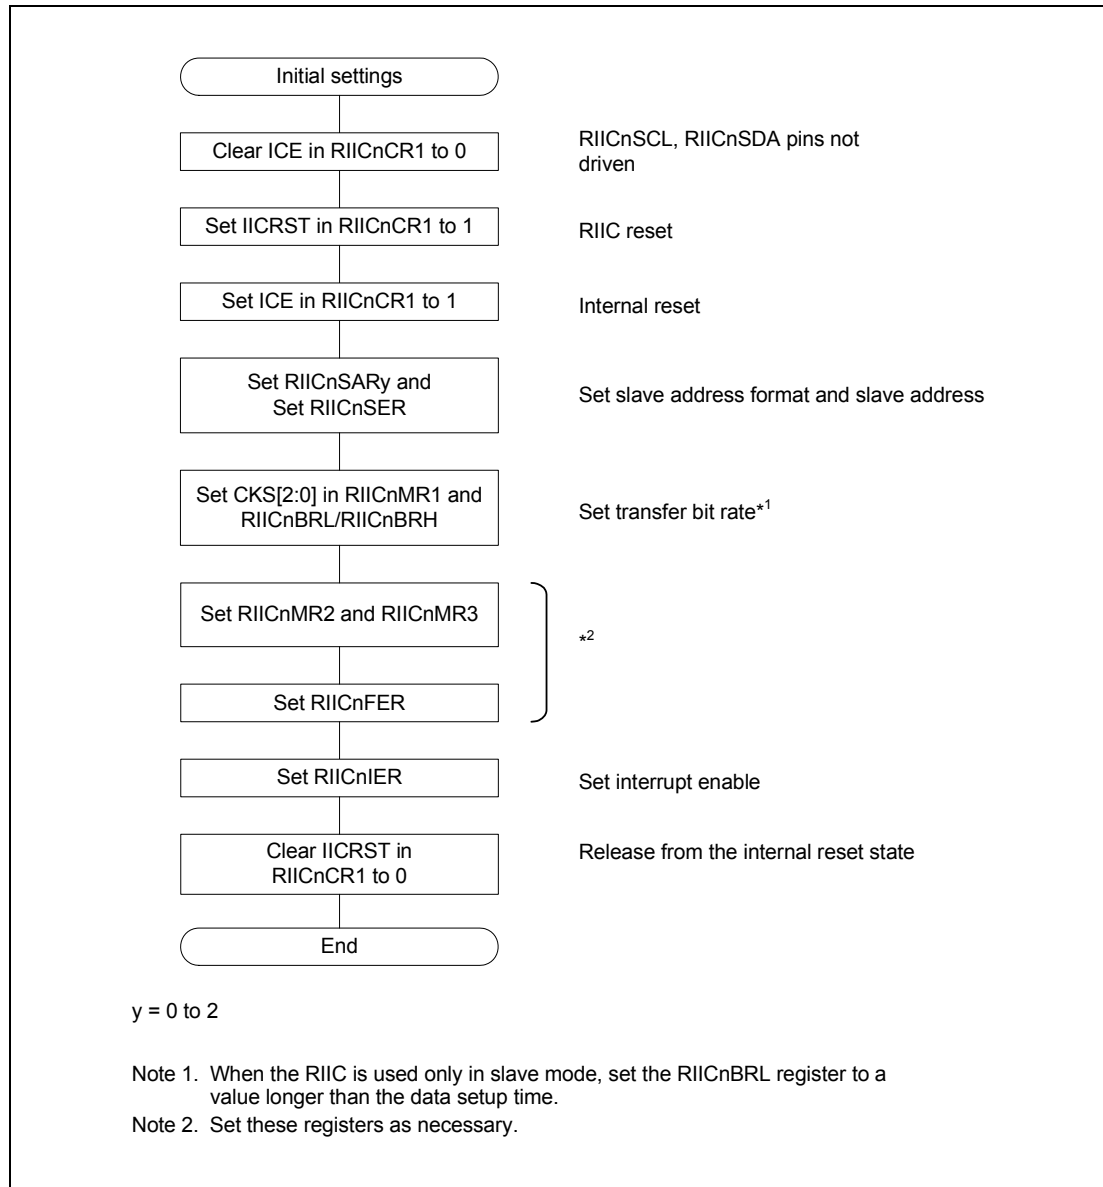 Initial settings
Clear ICE in RIICnCR1 to 0
RIICnSCL, RIICnSDA pins not
driven
Set IICRST in RIICnCR1 to 1
RIIC reset
Set ICE in RIICnCR1 to 1
Internal reset
Set RIICnSARy and
Set RIICnSER
Set slave address format and slave address
Set CKS[2:0] in RIICnMR1 and
RIICnBRL/RIICnBRH
Set transfer bit rate*1
Set RIICnMR2 and RIICnMR3
*2
Set RIICnFER
Set RIICnIER
Set interrupt enable
Clear IICRST in
RIICnCR1 to 0
Release from the internal reset state
End
y = 0 to 2
Note 1. When the RIIC is used only in slave mode, set the RIICnBRL register to a
value longer than the data setup time.
Note 2. Set these registers as necessary.